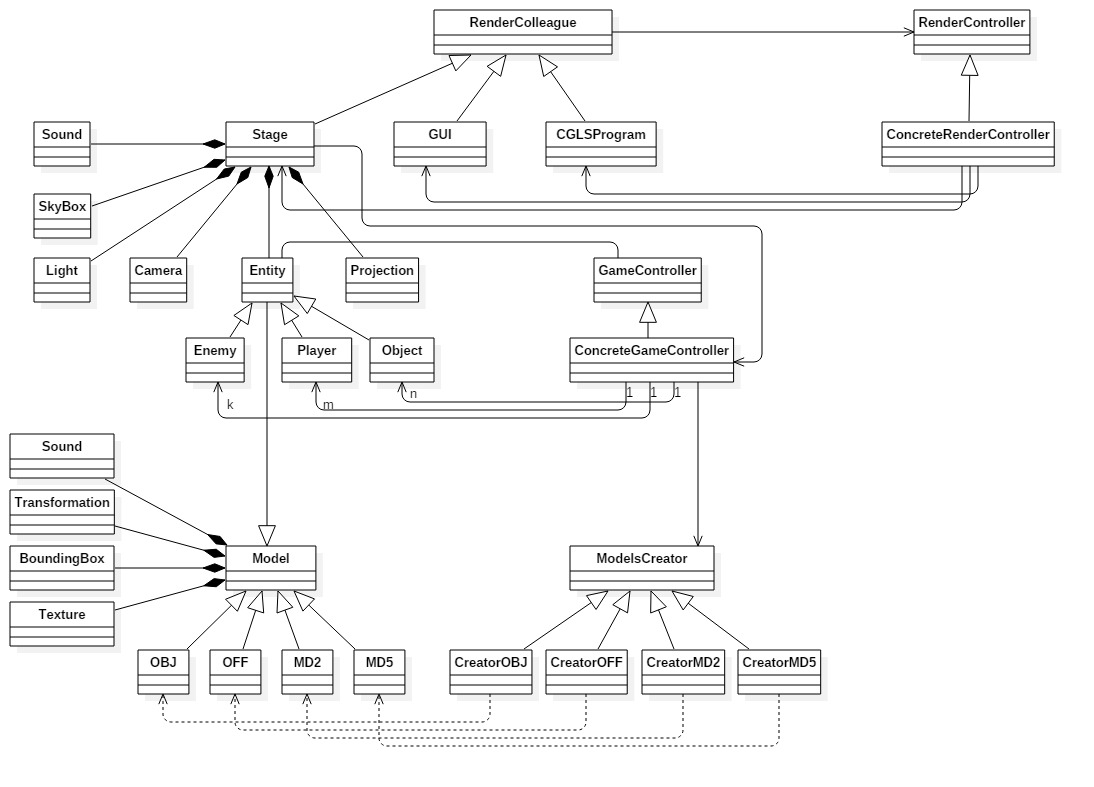 RenderColleague
RenderController
Sound
Stage
GUI
CGLSProgram
ConcreteRenderController
SkyBox
Light
Camera
Entity
Projection
GameController
Enemy
Player
Object
ConcreteGameController
k
m
n
1
1
1
Sound
Transformation
BoundingBox
Model
ModelsCreator
Texture
OBJ
OFF
MD2
MD5
CreatorOBJ
CreatorOFF
CreatorMD2
CreatorMD5